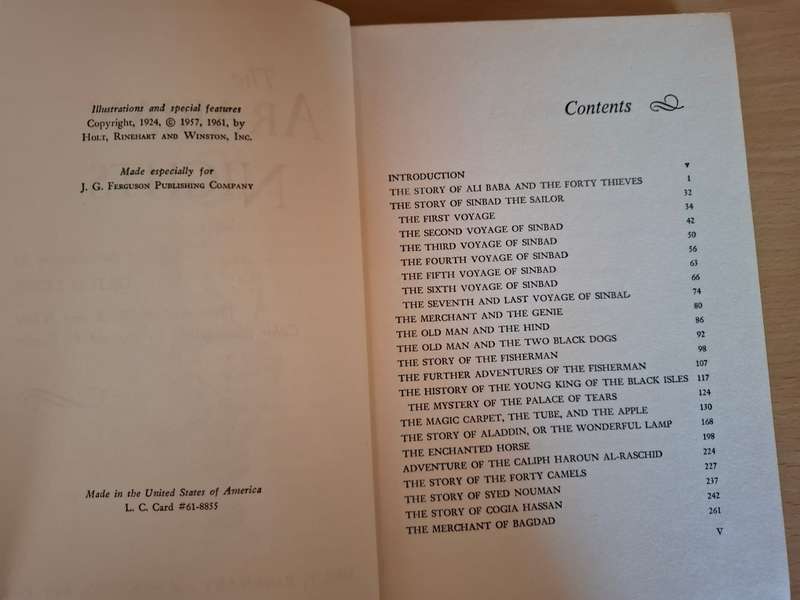 Illustrations and special features
Copyright, 1924, © 1957, 1961, by
HOLT, RINEHART AND WINSTON, INC.
Made especially for
J. G. FERGUSON PUBLISHING COMPANY
Made in the United States of America
L. C. Card #61-8855
Contents
INTRODUCTION v
THE STORY OF ALI BABA AND THE FORTY THIEVES 1
THE STORY OF SINBAD THE SAILOR 32
THE FIRST VOYAGE 34
THE SECOND VOYAGE OF SINBAD 42
THE THIRD VOYAGE OF SINBAD 50
THE FOURTH VOYAGE OF SINBAD 56
THE FIFTH VOYAGE OF SINBAD 63
THE SIXTH VOYAGE OF SINBAD 66
THE SEVENTH AND LAST VOYAGE OF SINBAD 74
THE MERCHANT AND THE GENIE 80
THE OLD MAN AND THE HIND 86
THE OLD MAN AND THE TWO BLACK DOGS 92
THE STORY OF THE FISHERMAN 98
THE FURTHER ADVENTURES OF THE FISHERMAN 107
THE HISTORY OF THE YOUNG KING OF THE BLACK ISLES 117
THE MYSTERY OF THE PALACE OF TEARS 124
THE MAGIC CARPET, THE TUBE, AND THE APPLE 130
THE STORY OF ALADDIN, OR THE WONDERFUL LAMP 168
THE ENCHANTED HORSE 198
ADVENTURE OF THE CALIPH HAROUN AL-RASCHID 224
THE STORY OF THE FORTY CAMELS 227
THE STORY OF SYED NOUMAN 237
THE STORY OF COGIA HASSAN 242
THE MERCHANT OF BAGDAD 261
V